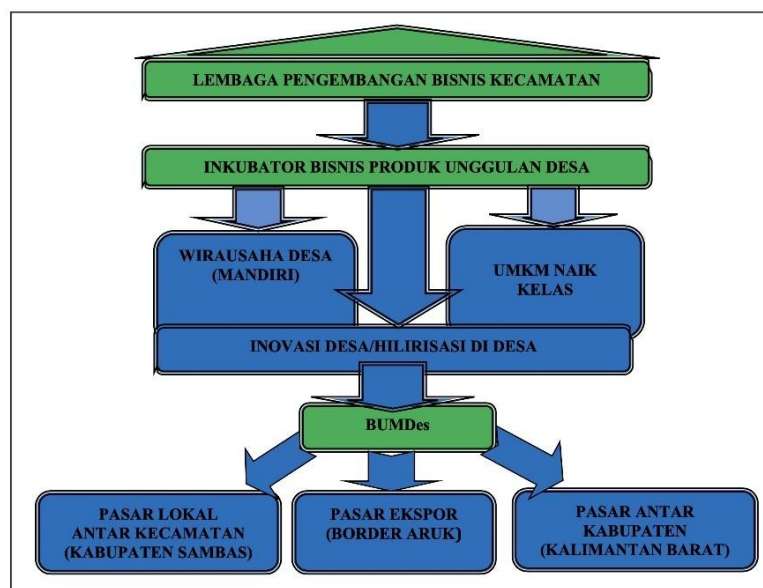 LEMBAGA PENGEMBANGAN BISNIS KECAMATAN
INKUBATOR BISNIS PRODUK UNGGULAN DESA
WIRAUSAHA DESA
(MANDIRI)
UMKM NAIK
KELAS
INOVASI DESA/HILIRISASI DI DESA
BUMDes
PASAR LOKAL
ANTAR KECAMATAN
(KABUPATEN SAMBAS)
PASAR EKSPOR
(BORDER ARUK)
PASAR ANTAR
KABUPATEN
(KALIMANTAN BARAT)